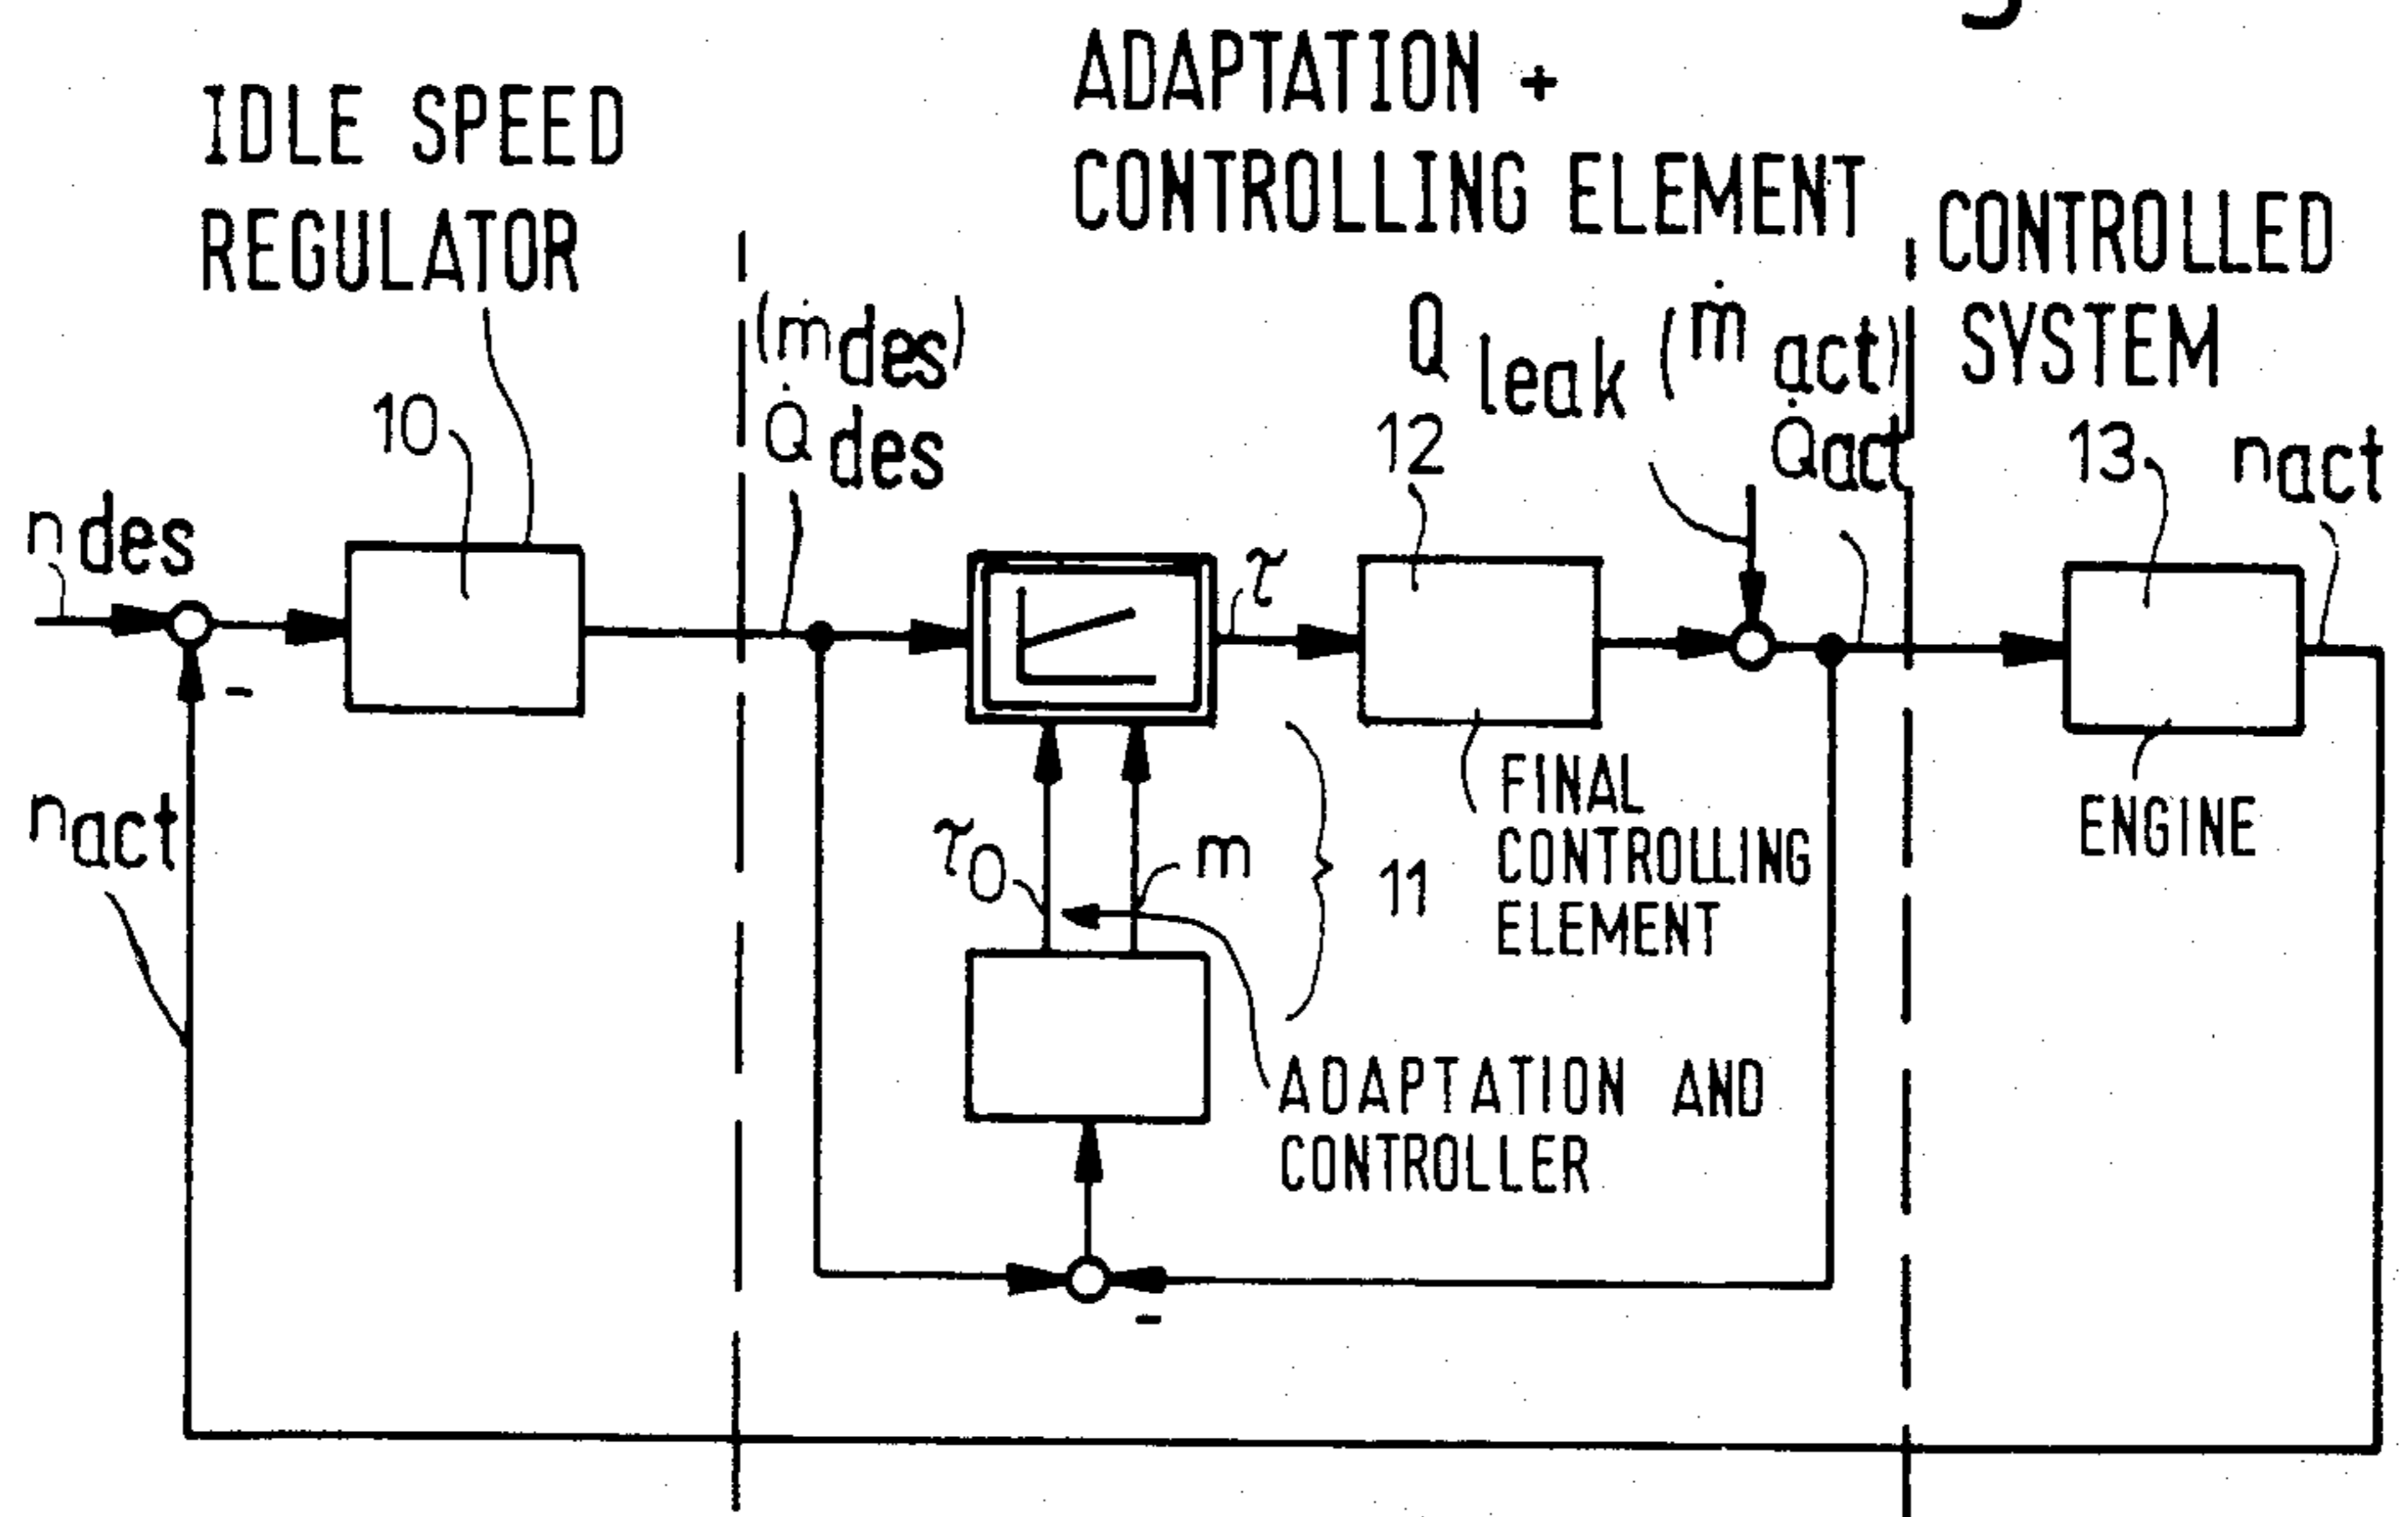 ADAPTATION +
CONTROLLING ELEMENT
IDLE SPEED
REGULATOR
CONTROLLED
SYSTEM
(ṁdes)
Q̇des
Q leak (ṁact)
Q̇act
10
12
13
nact
ndes
-
τ
nact
τ0
m
11
FINAL
CONTROLLING
ELEMENT
ENGINE
ADAPTATION AND
CONTROLLER
-